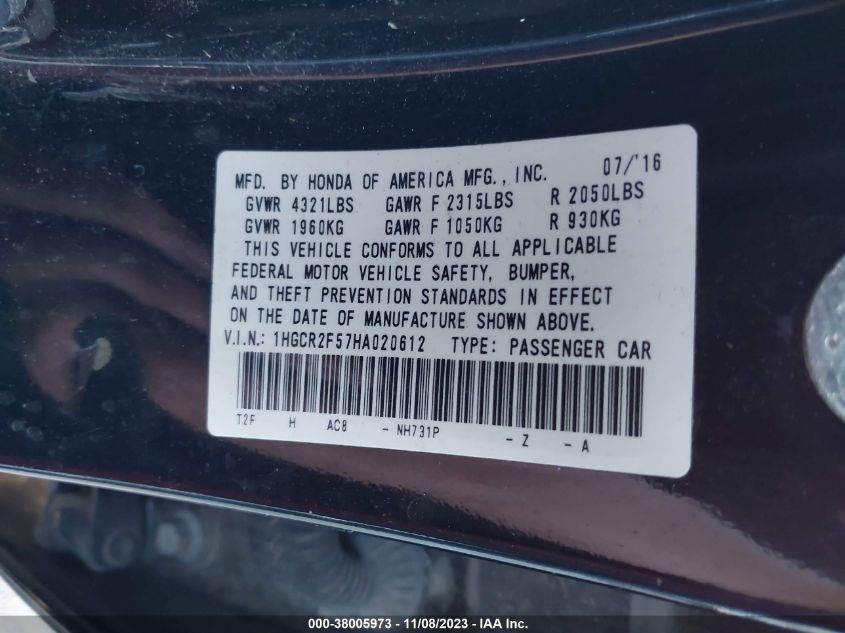 MFD. BY HONDA OF AMERICA MFG., INC. 07/'16
GVWR 4321LBS GAWR F 2315LBS R 2050LBS
GVWR 1960KG GAWR F 1050KG R 930KG
THIS VEHICLE CONFORMS TO ALL APPLICABLE
FEDERAL MOTOR VEHICLE SAFETY, BUMPER,
AND THEFT PREVENTION STANDARDS IN EFFECT
ON THE DATE OF MANUFACTURE SHOWN ABOVE.
V.I.N.: 1HGCR2F57HA020612 TYPE: PASSENGER CAR
T2F H AC8 - NH731P - Z - A
000-38005973 - 11/08/2023 - IAA Inc.